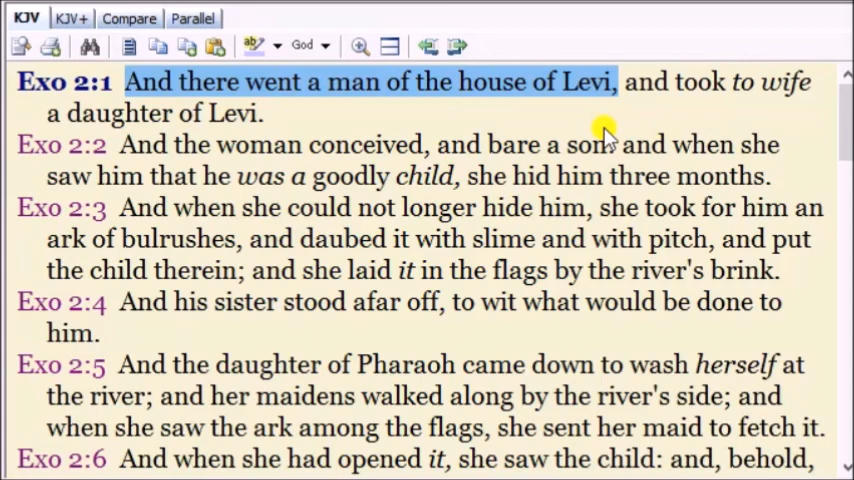 KJV KJV+ Compare Parallel
ab God
Exo 2:1 And there went a man of the house of Levi, and took to wife
a daughter of Levi.
Exo 2:2 And the woman conceived, and bare a son, and when she
saw him that he was a goodly child, she hid him three months.
Exo 2:3 And when she could not longer hide him, she took for him an
ark of bulrushes, and daubed it with slime and with pitch, and put
the child therein; and she laid it in the flags by the river's brink.
Exo 2:4 And his sister stood afar off, to wit what would be done to
him.
Exo 2:5 And the daughter of Pharaoh came down to wash herself at
the river; and her maidens walked along by the river's side; and
when she saw the ark among the flags, she sent her maid to fetch it.
Exo 2:6 And when she had opened it, she saw the child: and, behold,